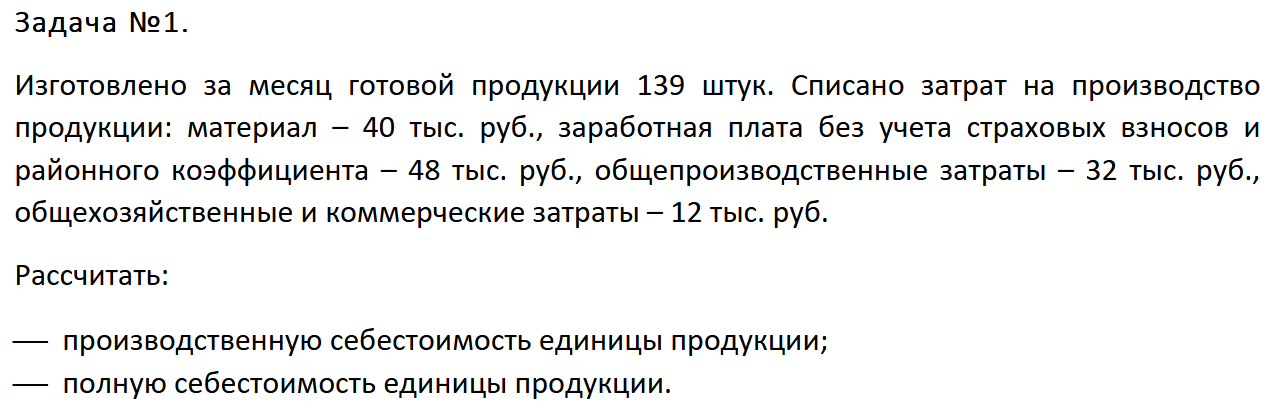 Задача №1.
Изготовлено за месяц готовой продукции 139 штук. Списано затрат на производство
продукции: материал – 40 тыс. руб., заработная плата без учета страховых взносов и
районного коэффициента – 48 тыс. руб., общепроизводственные затраты – 32 тыс. руб.,
общехозяйственные и коммерческие затраты – 12 тыс. руб.
Рассчитать:
— производственную себестоимость единицы продукции;
— полную себестоимость единицы продукции.